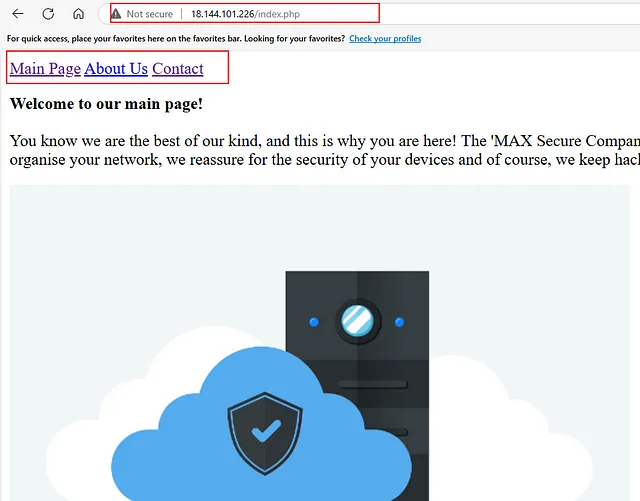 Not secure | 18.144.101.226/index.php
For quick access, place your favorites here on the favorites bar. Looking for your favorites? Check your profiles
Main Page About Us Contact
Welcome to our main page!
You know we are the best of our kind, and this is why you are here! The 'MAX Secure Compan
organise your network, we reassure for the security of your devices and of course, we keep hac